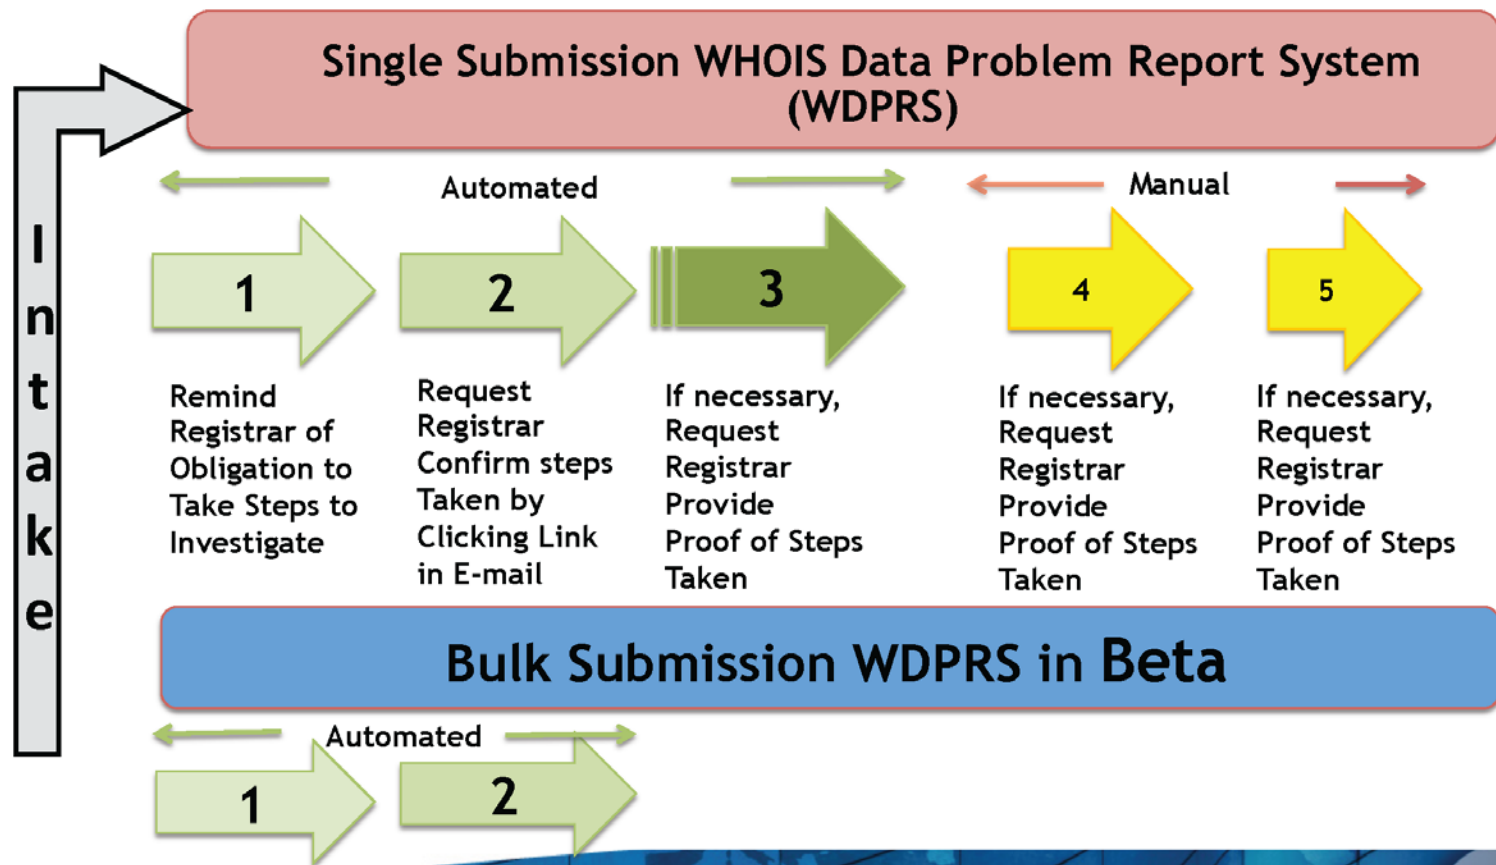 Single Submission WHOIS Data Problem Report System
(WDPRS)
Intake
Automated
Manual
1
2
3
4
5
Remind
Registrar of
Obligation to
Take Steps to
Investigate
Request
Registrar
Confirm steps
Taken by
Clicking Link
in E-mail
If necessary,
Request
Registrar
Provide
Proof of Steps
Taken
If necessary,
Request
Registrar
Provide
Proof of Steps
Taken
If necessary,
Request
Registrar
Provide
Proof of Steps
Taken
Bulk Submission WDPRS in Beta
Automated
1
2